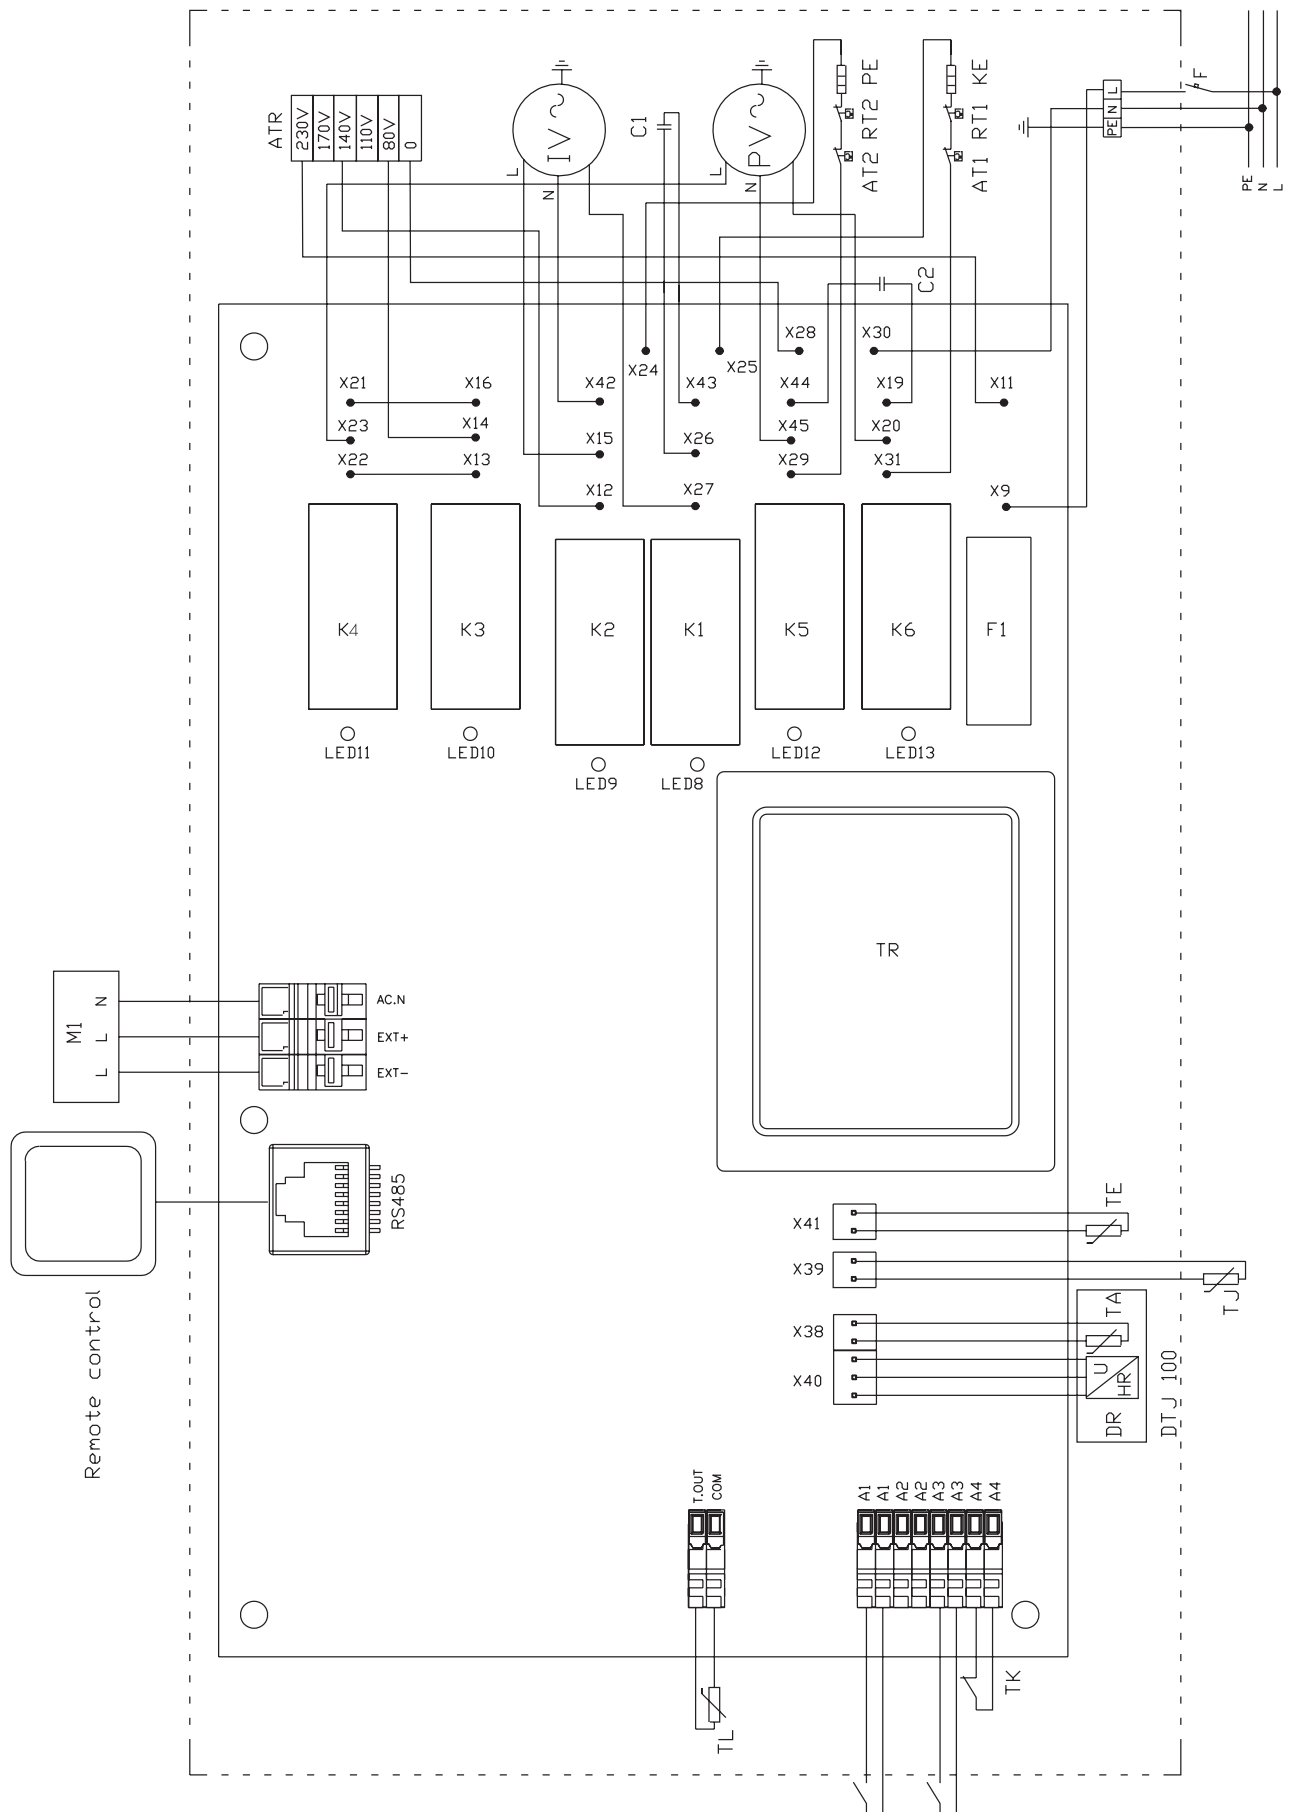 ATR
230V
170V
140V
110V
80V
0
IV
L
N
C1
PV
L
N
AT2 RT2 PE
AT1 RT1 KE
C2
L
N
PE
F
PE
N
L
X28
X30
X24
X25
X21
X16
X42
X43
X44
X19
X11
X23
X14
X15
X26
X45
X20
X22
X13
X29
X31
X12
X27
X9
K4
K3
K2
K1
K5
K6
F1
LED11
LED10
LED9
LED8
LED12
LED13
TR
M1
N
L
L
AC.N
EXT+
EXT-
RS485
Remote control
X41
TE
X39
TJ
X38
TA
X40
U
HR
DR
DTJ 100
T.OUT
COM
TL
A1
A1
A2
A2
A3
A3
A4
A4
TK